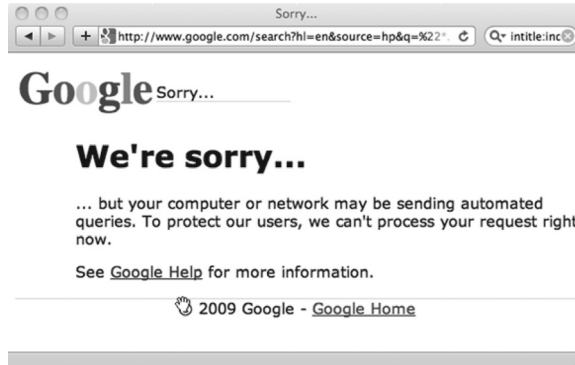 Sorry...
http://www.google.com/search?hl=en&source=hp&q=%22*. intitle:inc
Google Sorry...
We're sorry...
... but your computer or network may be sending automated
queries. To protect our users, we can't process your request right
now.
See Google Help for more information.
2009 Google - Google Home